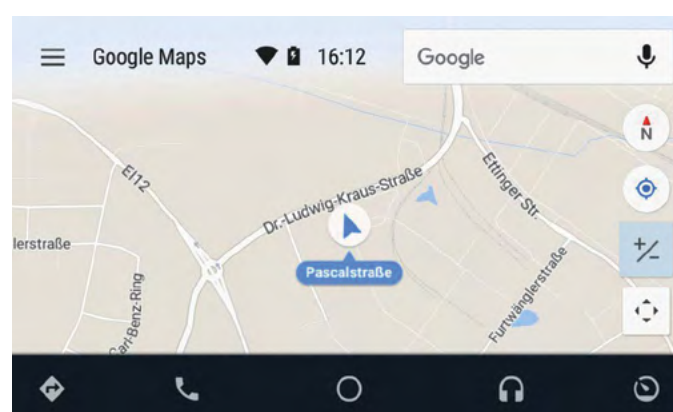 Google Maps
16:12
Google
N
EI12
Dr.-Ludwig-Kraus-Straße
Ettinger Str.
lerstraße
Pascalstraße
+/-
Carl-Benz-Ring
Furtwänglerstraße